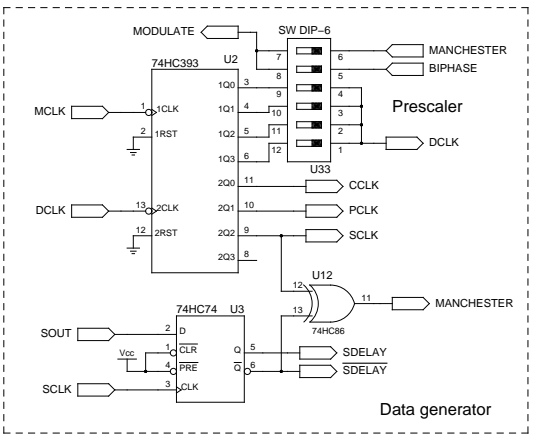 MODULATE
SW DIP-6
74HC393 U2
7 6 MANCHESTER
8 5 BIPHASE
1Q0 3 9 4
MCLK 1 1CLK 1Q1 4 10 3 Prescaler
2 1RST 1Q2 5 11 2
1Q3 6 12 1 DCLK
U33
2Q0 11 CCLK
DCLK 13 2CLK 2Q1 10 PCLK
12 2RST 2Q2 9 SCLK
2Q3 8
U12
12
11 MANCHESTER
13
74HC86
74HC74 U3
SOUT 2 D
Vcc 1 CLR Q 5 SDELAY
4 PRE Q 6 SDELAY
SCLK 3 CLK
Data generator